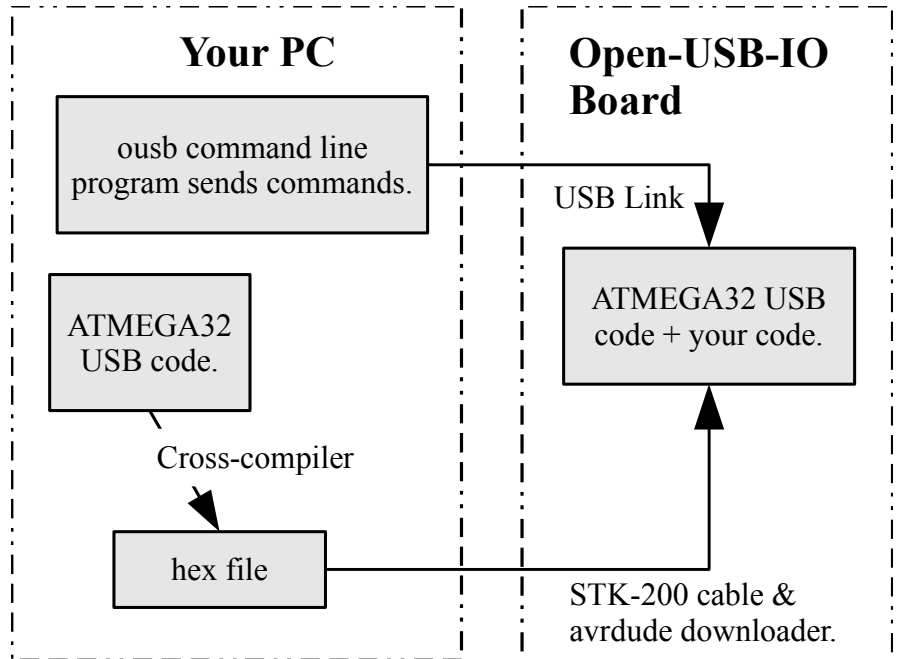 Your PC
ousb command line
program sends commands.
ATMEGA32
USB code.
Cross-compiler
hex file
Open-USB-IO
Board
USB Link
ATMEGA32 USB
code + your code.
STK-200 cable &
avrdude downloader.